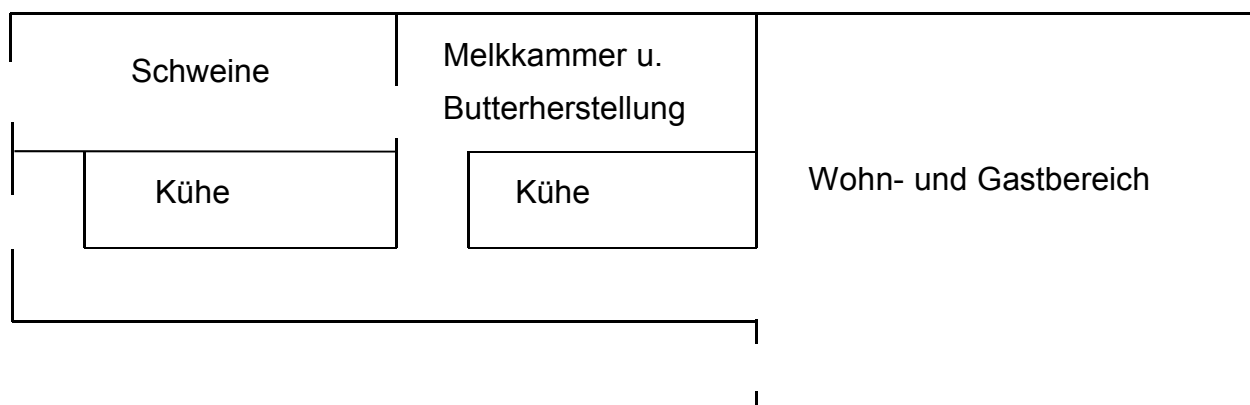 Schweine
Melkkammer u.
Butterherstellung
Kühe
Kühe
Wohn- und Gastbereich